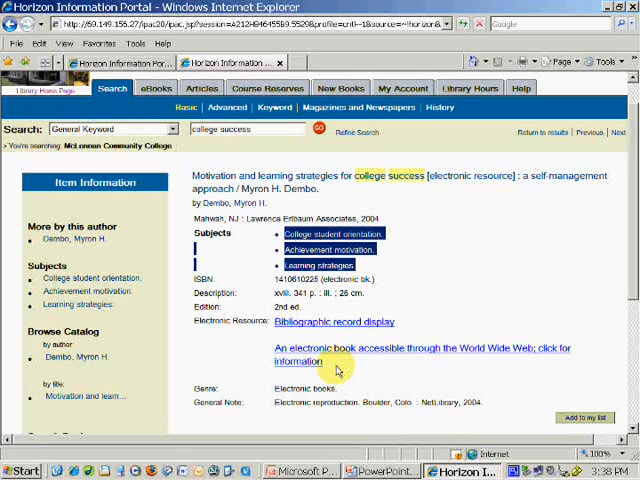 Horizon Information Portal - Windows Internet Explorer
http://69.149.156.27/ipac20/ipac.jsp?session=A212H846455B9.5529&profile=cntl--1&source=~!horizon&
Google
File Edit View Favorites Tools Help
Horizon Information Portal
Horizon Information ...
Page Tools
Library Home Page
Search eBooks Articles Course Reserves New Books My Account Library Hours Help
Basic Advanced Keyword Magazines and Newspapers History
Search: General Keyword college success GO Refine Search
Return to results Previous Next
You're searching: McLennan Community College
Item Information
More by this author
Dembo, Myron H.
Subjects
College student orientation.
Achievement motivation.
Learning strategies.
Browse Catalog
by author:
Dembo, Myron H.
by title:
Motivation and learn...
Motivation and learning strategies for college success [electronic resource] : a self-management
approach / Myron H. Dembo.
by Dembo, Myron H.
Mahwah, NJ : Lawrence Erlbaum Associates, 2004.
Subjects
College student orientation.
Achievement motivation.
Learning strategies.
ISBN: 1410610225 (electronic bk.)
Description: xviii. 341 p. : ill. ; 26 cm.
Edition: 2nd ed.
Electronic Resource: Bibliographic record display
An electronic book accessible through the World Wide Web; click for
information
Genre: Electronic books.
General Note: Electronic reproduction. Boulder, Colo. : NetLibrary, 2004.
Add to my list
Internet 100%
Start
Microsoft P...
PowerPoint...
Horizon I...
3:38 PM